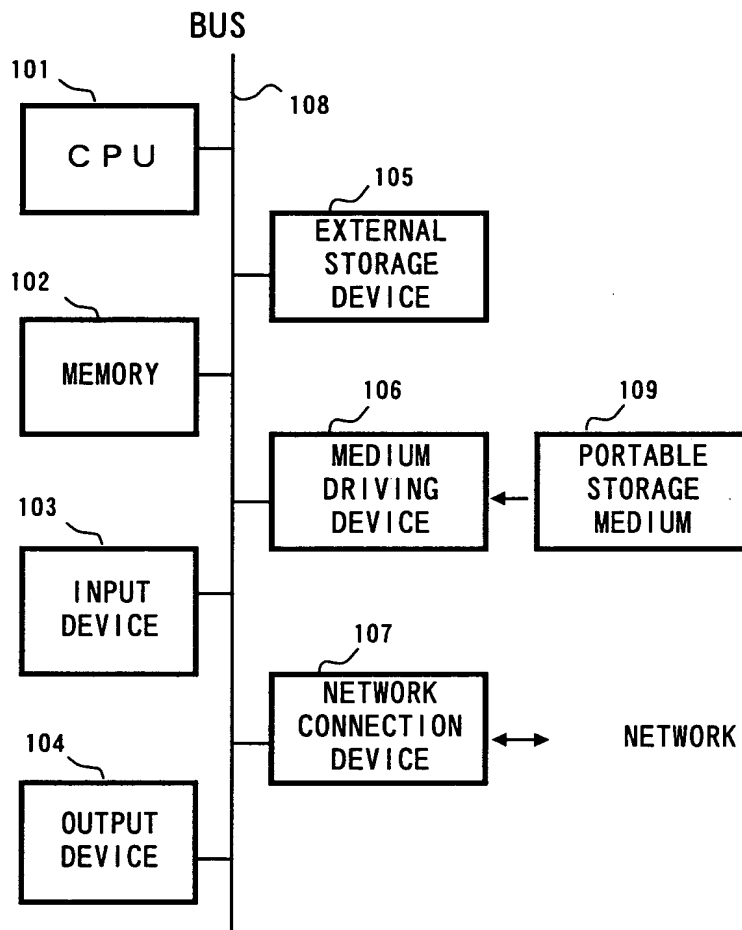 BUS
101
108
CPU
105
EXTERNAL
STORAGE
DEVICE
102
MEMORY
106
109
MEDIUM
DRIVING
DEVICE
PORTABLE
STORAGE
MEDIUM
103
INPUT
DEVICE
107
NETWORK
CONNECTION
DEVICE
NETWORK
104
OUTPUT
DEVICE